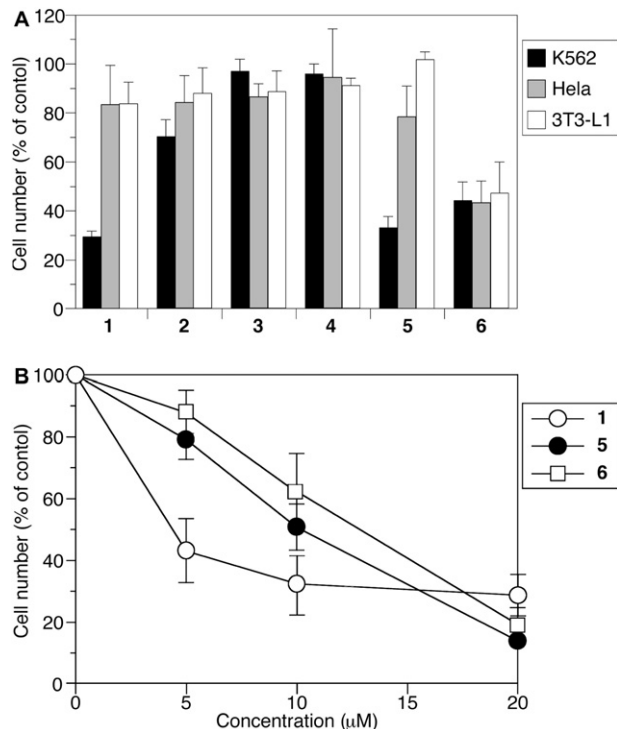 A
Cell number (% of contol)
120
100
80
60
40
20
0
1 2 3 4 5 6
K562
Hela
3T3-L1
B
Cell number (% of contol)
100
80
60
40
20
0
0 5 10 15 20
Concentration (μM)
1
5
6